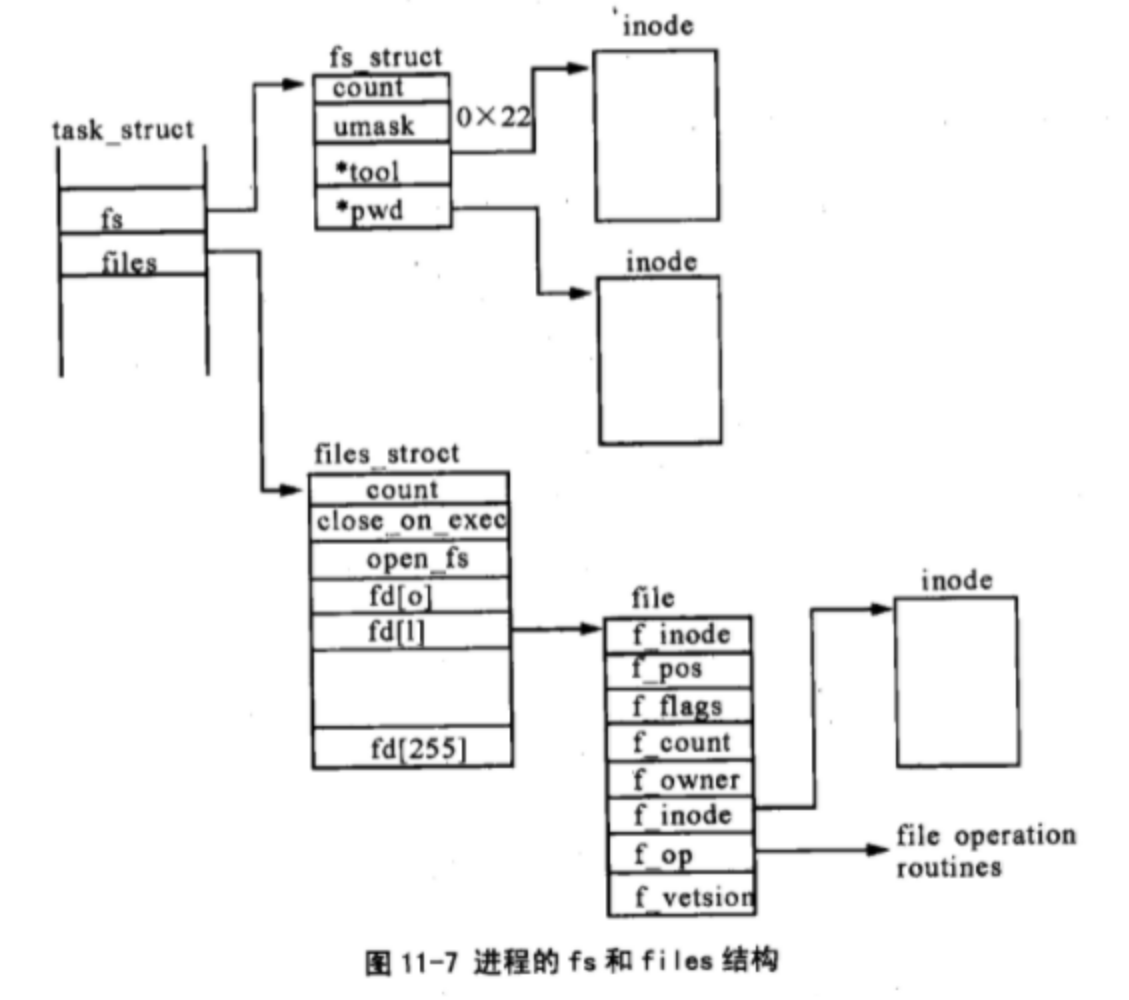 inode
fs_struct
count
umask
0×22
*tool
*pwd
task_struct
fs
files
inode
files_stroct
count
close_on_exec
open_fs
fd[o]
fd[l]
fd[255]
file
f_inode
f_pos
f_flags
f_count
f_owner
f_inode
f_op
f_vetsion
inode
file operation
routines
图 11-7 进程的 fs 和 files 结构